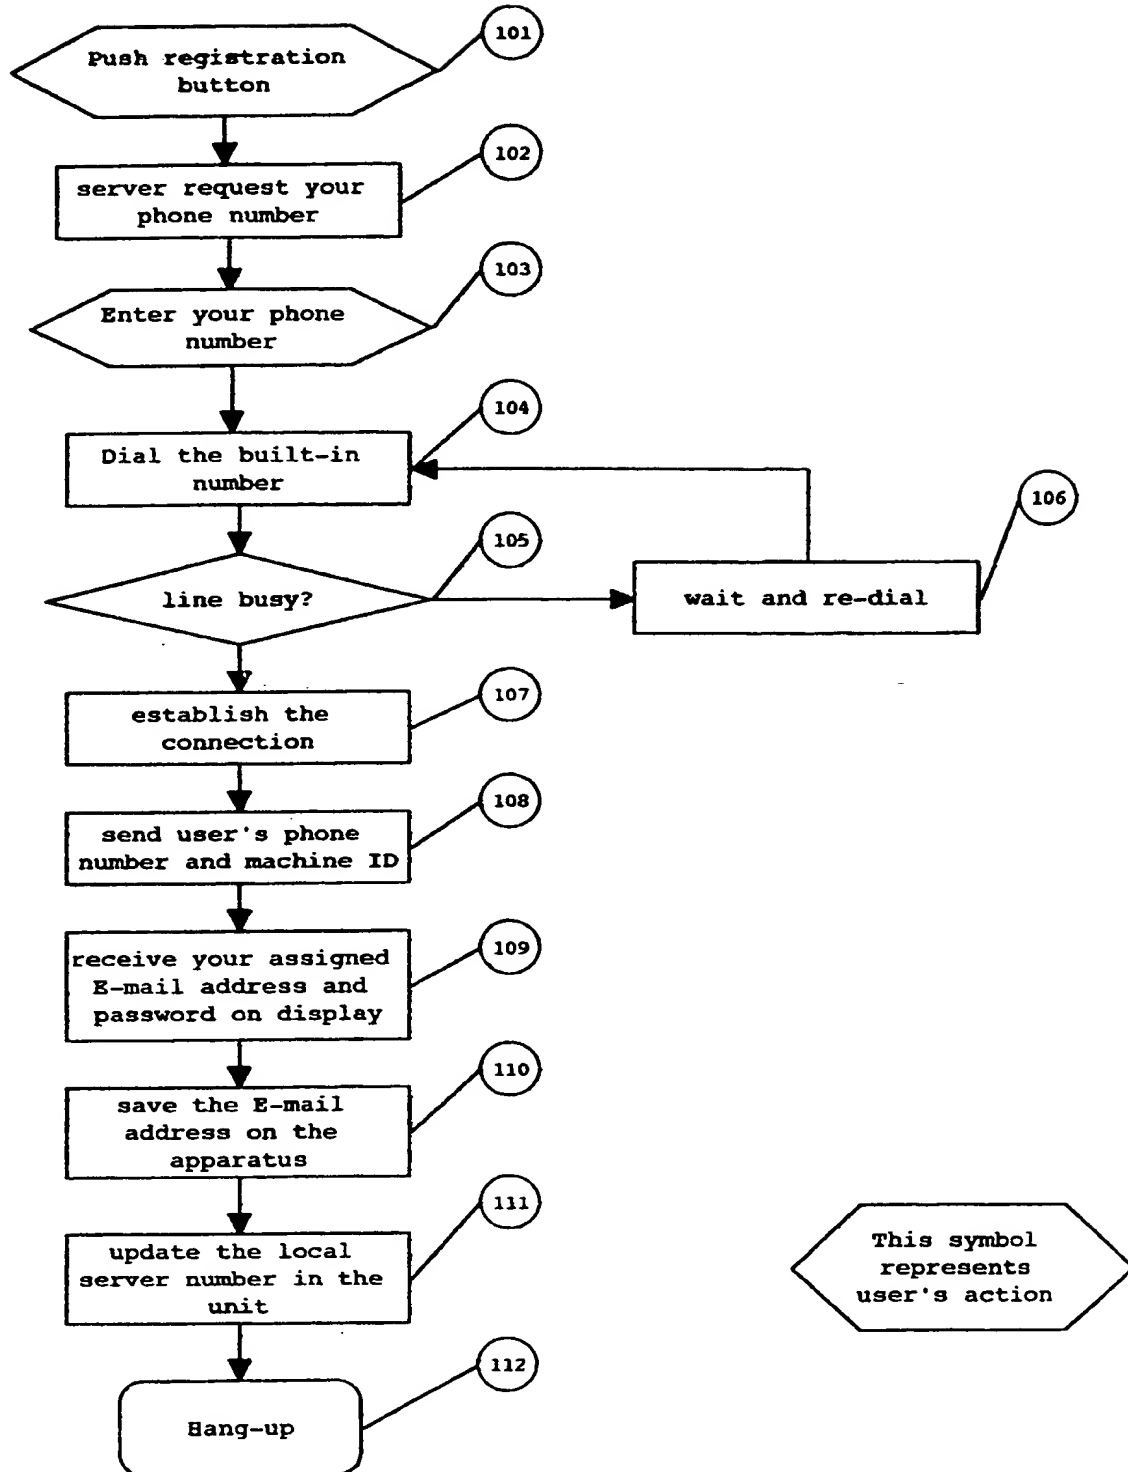 101
Push registration
button
102
server request your
phone number
103
Enter your phone
number
104
Dial the built-in
number
105
line busy?
106
wait and re-dial
107
establish the
connection
108
send user's phone
number and machine ID
109
receive your assigned
E-mail address and
password on display
110
save the E-mail
address on the
apparatus
111
update the local
server number in the
unit
This symbol
represents
user's action
112
Hang-up